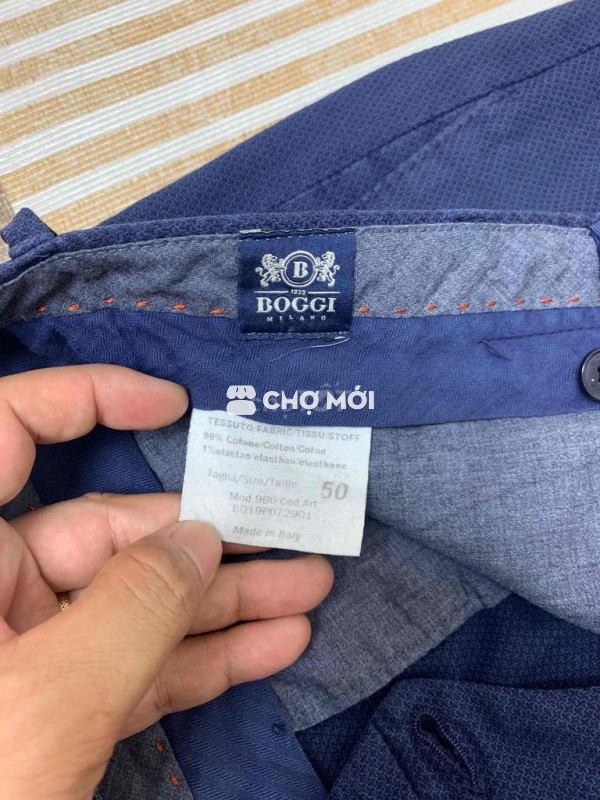 B
1939
BOGGI
MILANO
CHỢ MỚI
TESSUTO/FABRIC/TISSU/STOFF
99% Cotone/Cotton/Coton
1%elastan/elasthan/elasthane
Taglia/Size/Taille 50
Mod 980 Cod Art
BO19P072901
Made in Italy